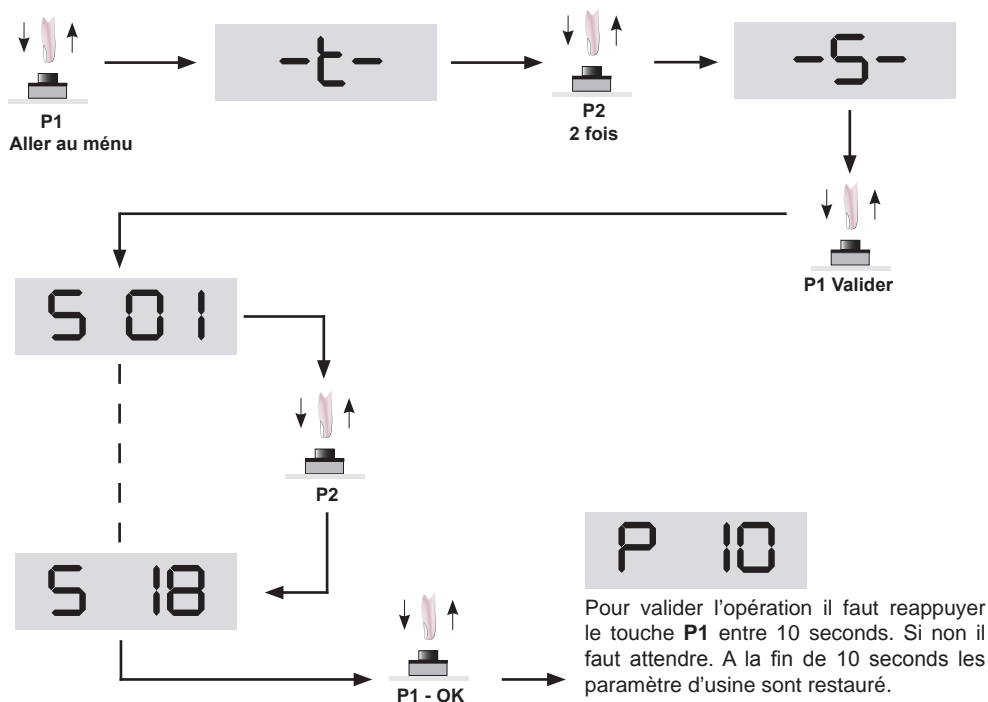 -t-
-S-
P1
Aller au ménu
P2
2 fois
P1 Valider
S 01
P2
S 18
P 10
Pour valider l’opération il faut reappuyer
le touche P1 entre 10 seconds. Si non il
faut attendre. A la fin de 10 seconds les
paramètre d’usine sont restauré.
P1 - OK